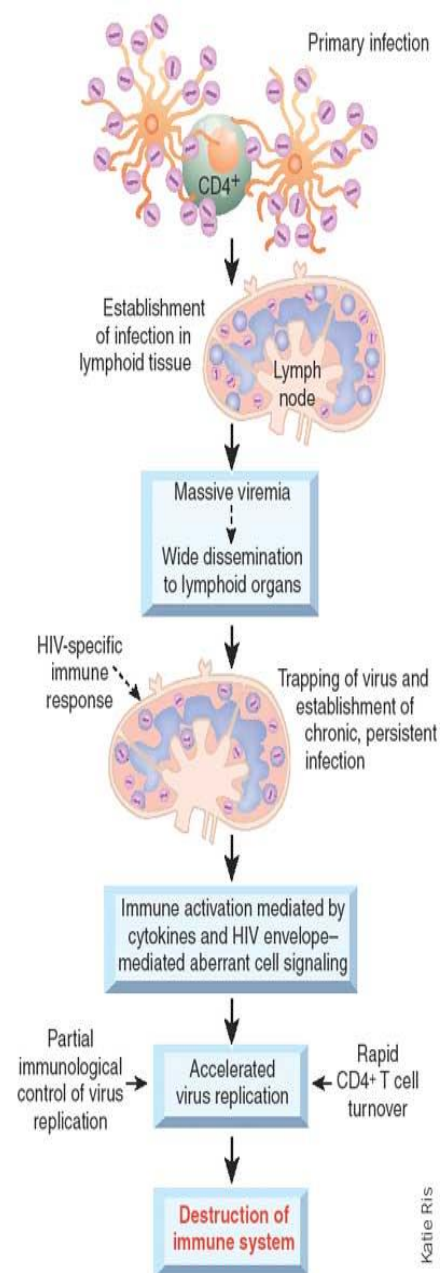 Primary infection
CD4+
Establishment
of infection in
lymphoid tissue
Lymph
node
Massive viremia
Wide dissemination
to lymphoid organs
HIV-specific
immune
response
Trapping of virus and
establishment of
chronic, persistent
infection
Immune activation mediated by
cytokines and HIV envelope–
mediated aberrant cell signaling
Partial
immunological
control of virus
replication
Accelerated
virus replication
Rapid
CD4+ T cell
turnover
Destruction of
immune system
Katie Ris